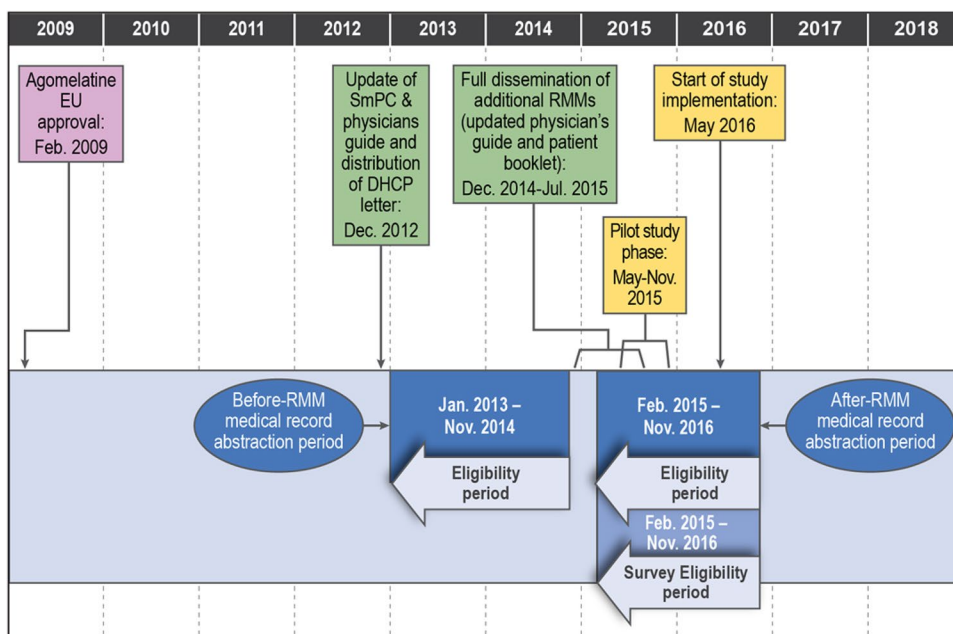 2009 2010 2011 2012 2013 2014 2015 2016 2017 2018
Agomelatine
EU
approval:
Feb. 2009
Update of
SmPC &
physicians
guide and
distribution
of DHCP
letter:
Dec. 2012
Full dissemination of
additional RMMs
(updated physician's
guide and patient
booklet):
Dec. 2014-Jul. 2015
Start of study
implementation:
May 2016
Pilot study
phase:
May-Nov.
2015
Before-RMM
medical record
abstraction period
Jan. 2013 –
Nov. 2014
Eligibility
period
Feb. 2015 –
Nov. 2016
Eligibility
period
Feb. 2015 –
Nov. 2016
Survey Eligibility
period
After-RMM
medical record
abstraction period